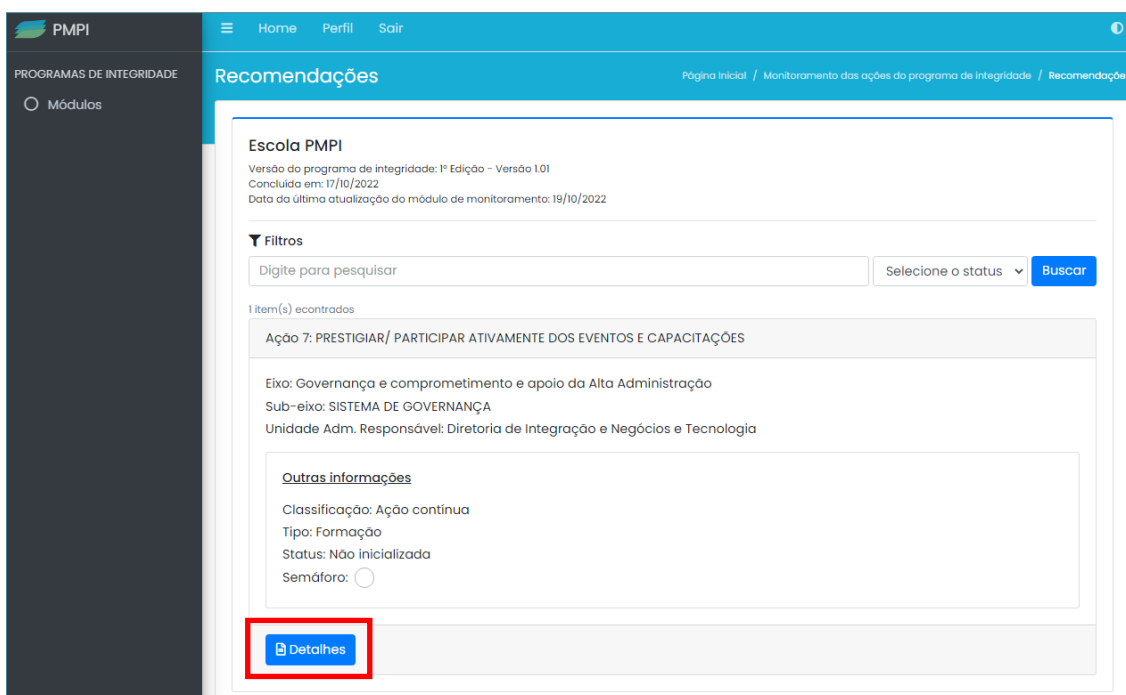 PMPI
Home Perfil Sair
PROGRAMAS DE INTEGRIDADE
Módulos
Recomendações
Página Inicial / Monitoramento das ações do programa de integridade / Recomendaçõe
Escola PMPI
Versão do programa de integridade: 1º Edição - Versão 1.01
Concluida em: 17/10/2022
Data da última atualização do módulo de monitoramento: 19/10/2022
Filtros
Digite para pesquisar
Selecione o status
Buscar
1 item(s) econtrados
Ação 7: PRESTIGIAR/ PARTICIPAR ATIVAMENTE DOS EVENTOS E CAPACITAÇÕES
Eixo: Governança e comprometimento e apoio da Alta Administração
Sub-eixo: SISTEMA DE GOVERNANÇA
Unidade Adm. Responsável: Diretoria de Integração e Negócios e Tecnologia
Outras informações
Classificação: Ação contínua
Tipo: Formação
Status: Não inicializada
Semáforo:
Detalhes